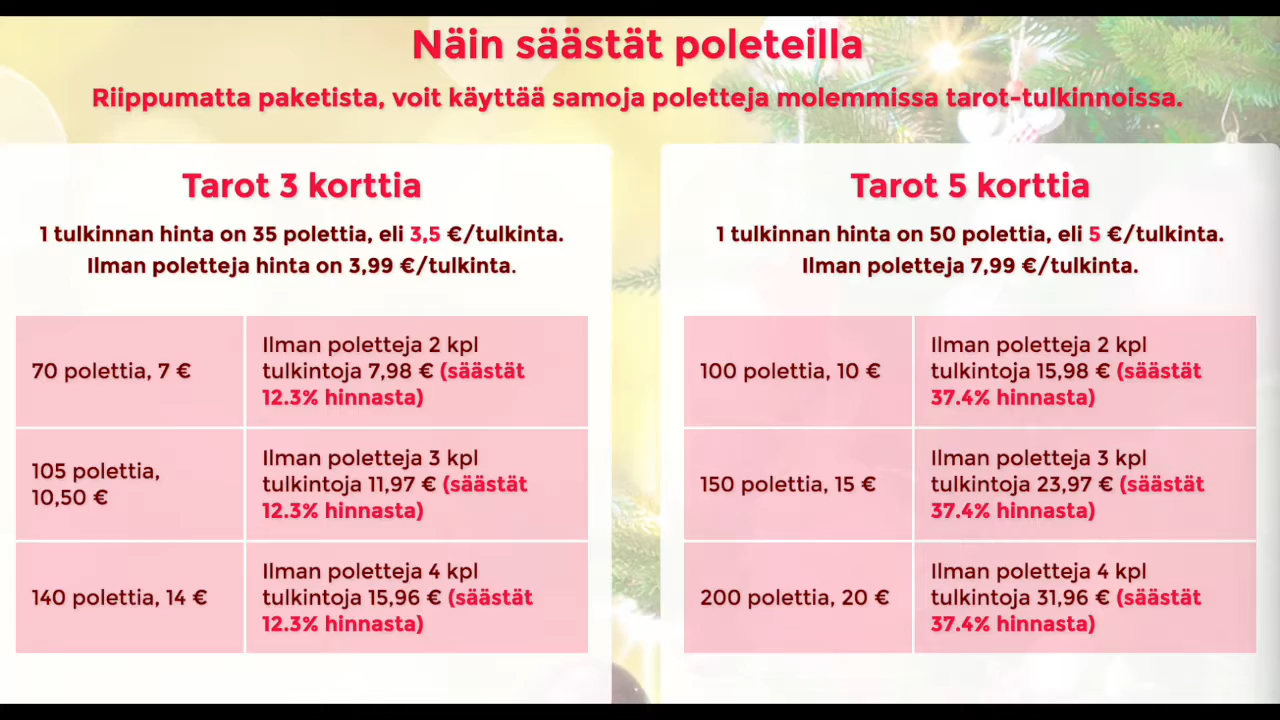 Näin säästät poleteilla
Riippumatta paketista, voit käyttää samoja poletteja molemmissa tarot-tulkinnoissa.
Tarot 3 korttia
1 tulkinnan hinta on 35 polettia, eli 3,5 €/tulkinta.
Ilman poletteja hinta on 3,99 €/tulkinta.
70 polettia, 7 €
Ilman poletteja 2 kpl
tulkintoja 7,98 € (säästät
12.3% hinnasta)
105 polettia,
10,50 €
Ilman poletteja 3 kpl
tulkintoja 11,97 € (säästät
12.3% hinnasta)
140 polettia, 14 €
Ilman poletteja 4 kpl
tulkintoja 15,96 € (säästät
12.3% hinnasta)
Tarot 5 korttia
1 tulkinnan hinta on 50 polettia, eli 5 €/tulkinta.
Ilman poletteja 7,99 €/tulkinta.
100 polettia, 10 €
Ilman poletteja 2 kpl
tulkintoja 15,98 € (säästät
37.4% hinnasta)
150 polettia, 15 €
Ilman poletteja 3 kpl
tulkintoja 23,97 € (säästät
37.4% hinnasta)
200 polettia, 20 €
Ilman poletteja 4 kpl
tulkintoja 31,96 € (säästät
37.4% hinnasta)